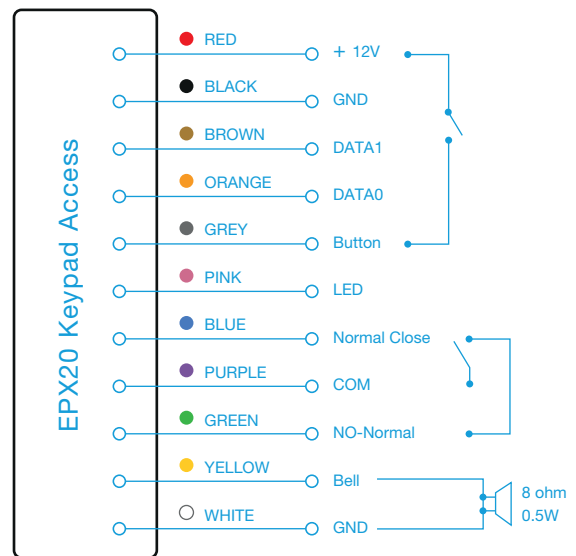 EPX20 Keypad Access
RED + 12V
BLACK GND
BROWN DATA1
ORANGE DATA0
GREY Button
PINK LED
BLUE Normal Close
PURPLE COM
GREEN NO-Normal
YELLOW Bell
8 ohm
0.5W
WHITE GND